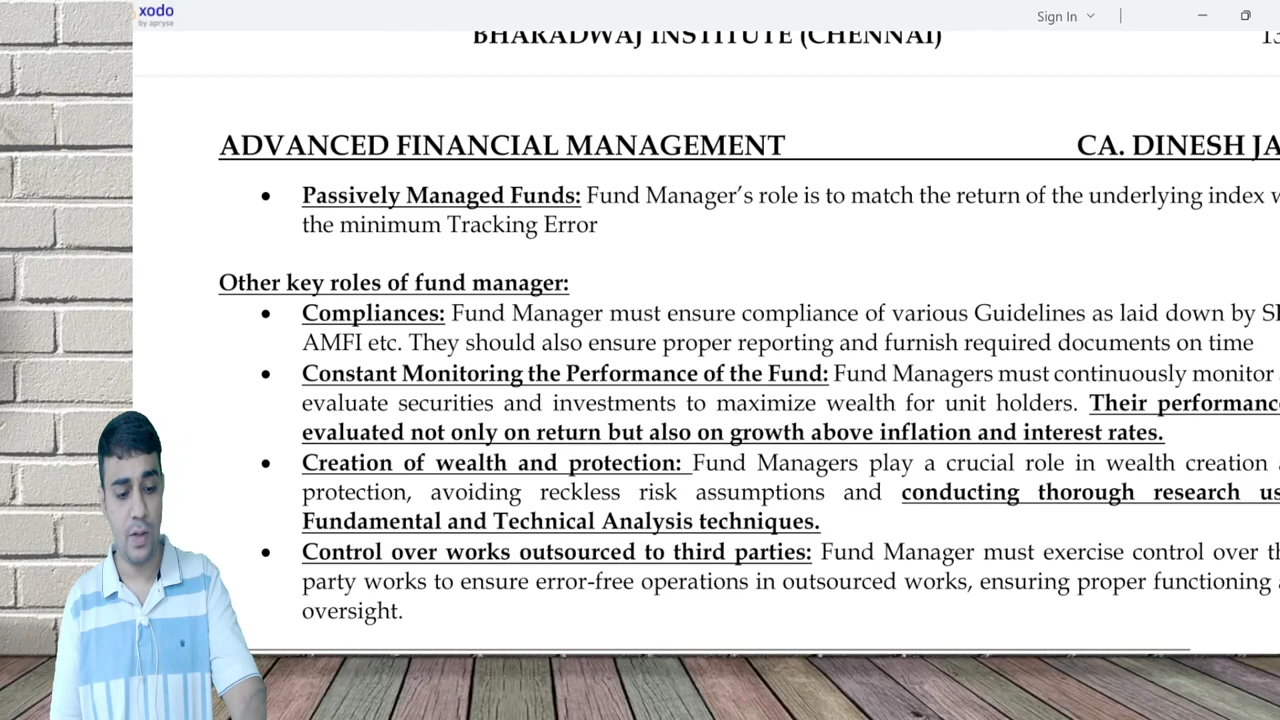 xodo
by apryse
Sign In
BHARADWAJ INSTITUTE (CHENNAI)
ADVANCED FINANCIAL MANAGEMENT CA. DINESH
• Passively Managed Funds: Fund Manager’s role is to match the return of the underlying index
the minimum Tracking Error
Other key roles of fund manager:
• Compliances: Fund Manager must ensure compliance of various Guidelines as laid down by
AMFI etc. They should also ensure proper reporting and furnish required documents on time
• Constant Monitoring the Performance of the Fund: Fund Managers must continuously monitor
evaluate securities and investments to maximize wealth for unit holders. Their performance
evaluated not only on return but also on growth above inflation and interest rates.
• Creation of wealth and protection: Fund Managers play a crucial role in wealth creation
protection, avoiding reckless risk assumptions and conducting thorough research
Fundamental and Technical Analysis techniques.
• Control over works outsourced to third parties: Fund Manager must exercise control over
party works to ensure error-free operations in outsourced works, ensuring proper functioning
oversight.